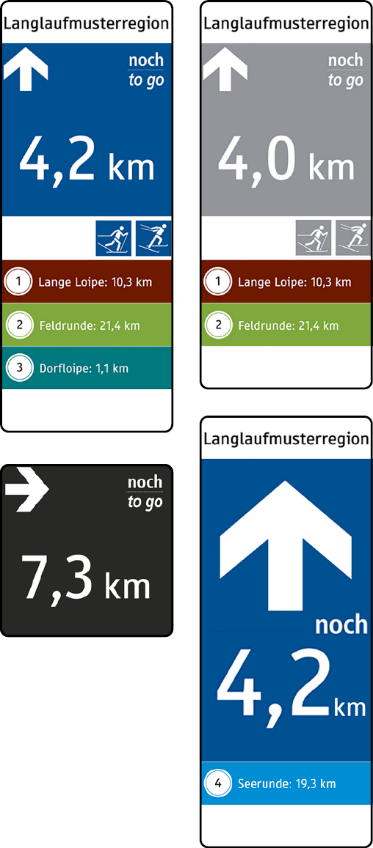 Langlaufmusterregion
noch
to go
4,2 km
1 Lange Loipe: 10,3 km
2 Feldrunde: 21,4 km
3 Dorfloipe: 1,1 km
Langlaufmusterregion
noch
to go
4,0 km
1 Lange Loipe: 10,3 km
2 Feldrunde: 21,4 km
noch
to go
7,3 km
Langlaufmusterregion
noch
4,2 km
4 Seerunde: 19,3 km